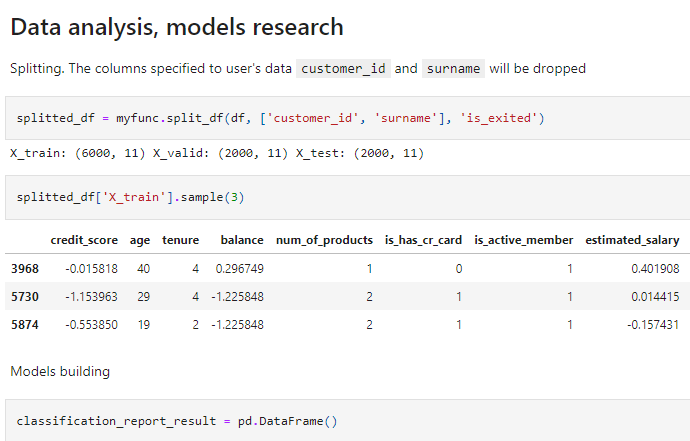 Data analysis, models research
Splitting. The columns specified to user's data customer_id and surname will be dropped
splitted_df = myfunc.split_df(df, ['customer_id', 'surname'], 'is_exited')
X_train: (6000, 11) X_valid: (2000, 11) X_test: (2000, 11)
splitted_df['X_train'].sample(3)
credit_score age tenure balance num_of_products is_has_cr_card is_active_member estimated_salary
3968 -0.015818 40 4 0.296749 1 0 1 0.401908
5730 -1.153963 29 4 -1.225848 2 1 1 0.014415
5874 -0.553850 19 2 -1.225848 2 1 1 -0.157431
Models building
classification_report_result = pd.DataFrame()